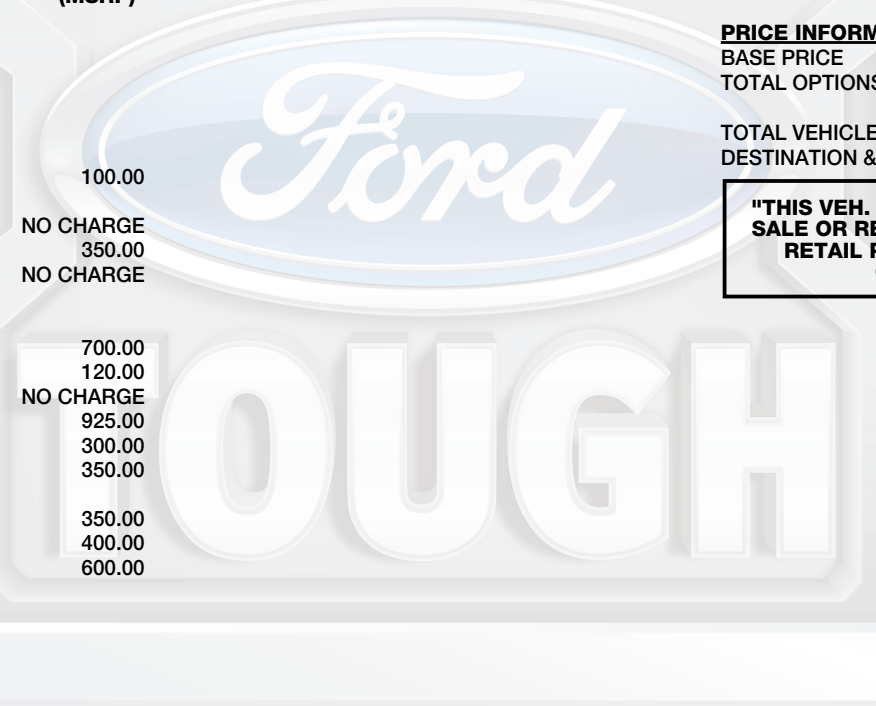 (MSRP)
100.00
NO CHARGE
350.00
NO CHARGE
700.00
120.00
NO CHARGE
925.00
300.00
350.00
350.00
400.00
600.00
PRICE INFORM
BASE PRICE
TOTAL OPTIONS
TOTAL VEHICLE
DESTINATION &
"THIS VEH.
SALE OR RE
RETAIL
Ford
TOUGH